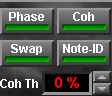 Phase Coh
Swap Note-ID
Coh Th 0 %